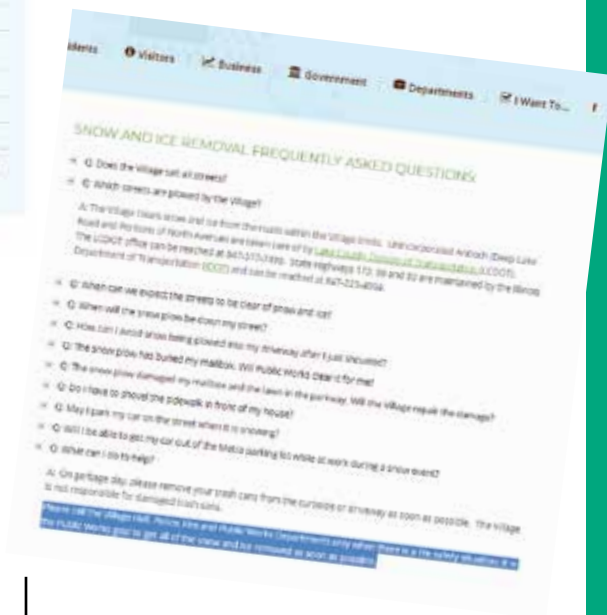 idents Visitors Business Government Departments I Want To... f
SNOW AND ICE REMOVAL FREQUENTLY ASKED QUESTIONS:
Q: Does the Village salt all streets?
Q: Which streets are plowed by the Village?
A: The Village clears snow and ice from the roads within the Village limits. Unincorporated Antioch (Deep Lake
Road and Portions of North Avenue) are taken care of by Lake County Division of Transportation (LCDOT).
The LCDOT office can be reached at State Highways 173, 59 and 83 are maintained by the Illinois
Department of Transportation (IDOT) and can be reached at
Q: When can we expect the streets to be clear of snow and ice?
Q: When will the snow plow be down my street?
Q: How can I avoid snow being plowed into my driveway after I just shoveled?
Q: The snow plow has buried my mailbox. Will Public Works clear it for me?
Q: The snow plow damaged my mailbox and the lawn in the parkway. Will the Village repair the damage?
Q: Do I have to shovel the sidewalk in front of my house?
Q: May I park my car on the street when it is snowing?
Q: Will I be able to get my car out of the Metra parking lot while at work during a snow event?
Q: What can I do to help?
A: On garbage day, please remove your trash cans from the curbside or driveway as soon as possible. The Village
is not responsible for damaged trash cans.
Please call the Village Hall, Police, Fire and Public Works Departments only when there is a life safety situation. It is
the Public Works goal to get all of the snow and ice removed as soon as possible.